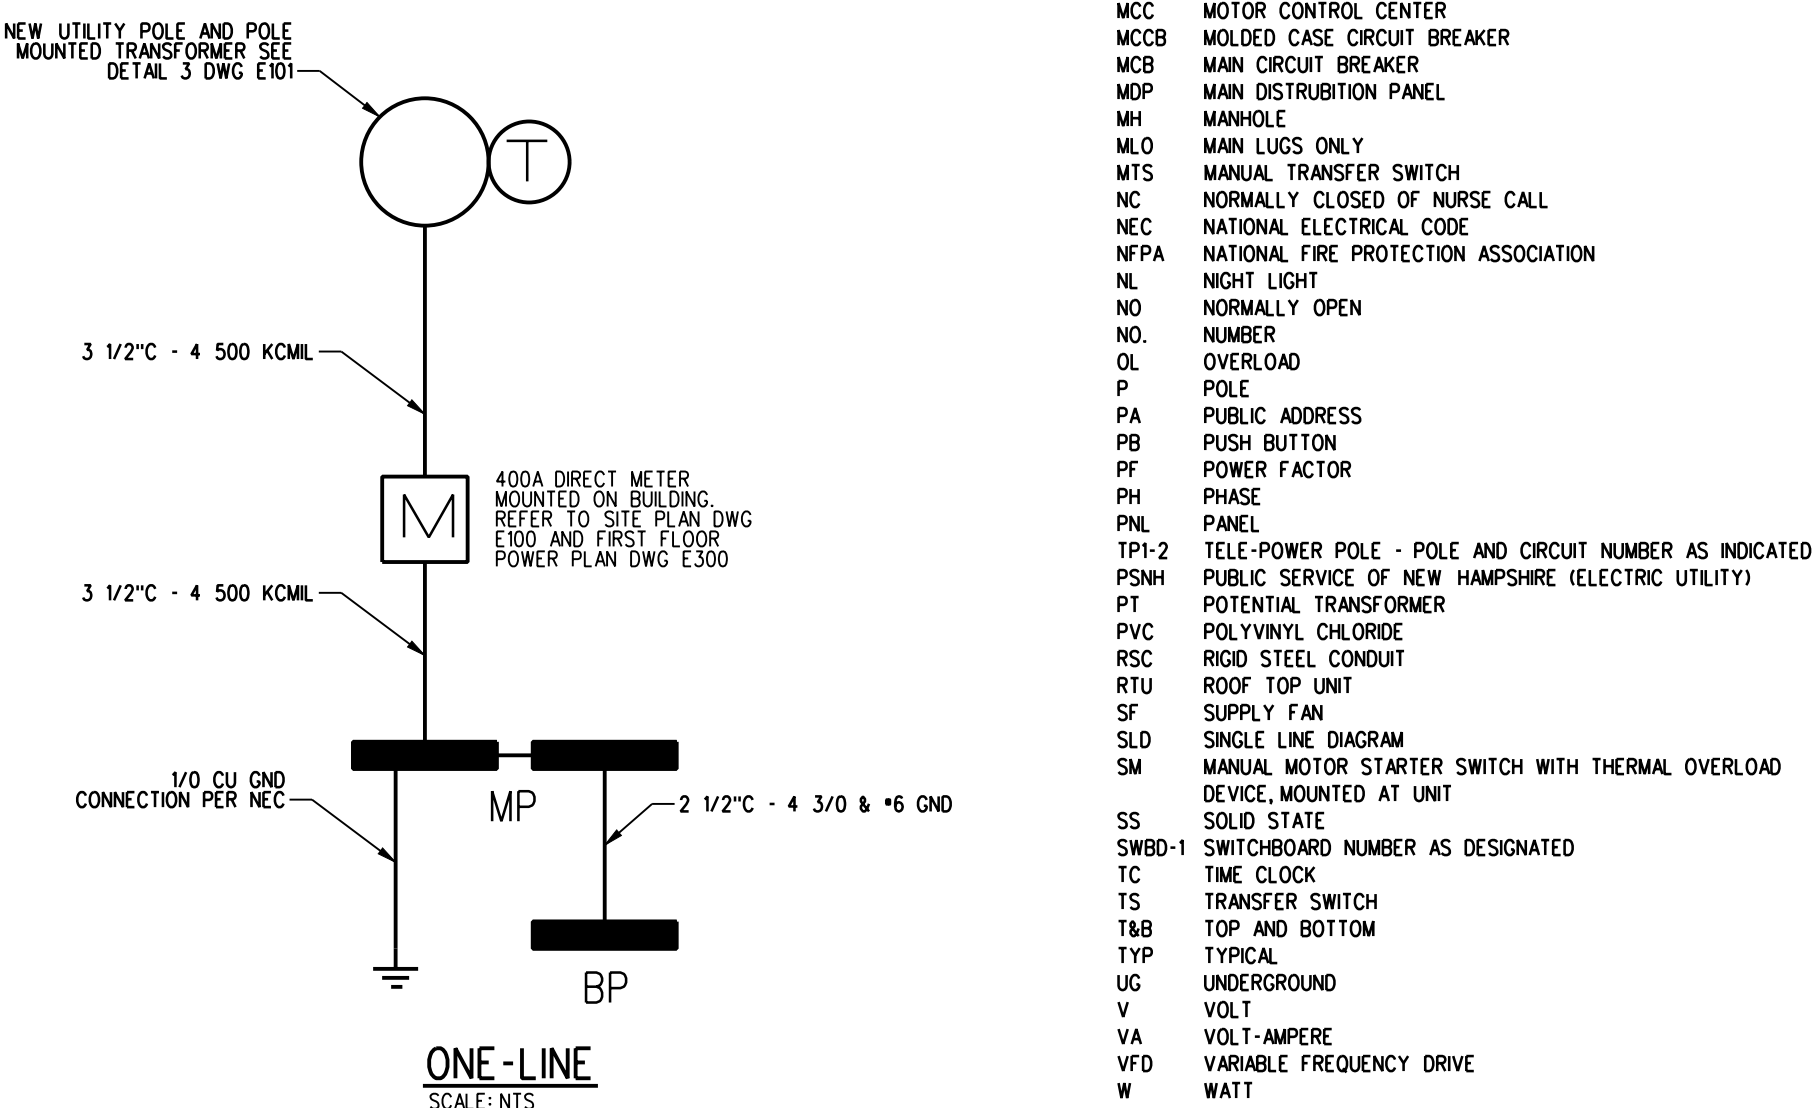 NEW UTILITY POLE AND POLE
MOUNTED TRANSFORMER SEE
DETAIL 3 DWG E101
T
3 1/2"C - 4 500 KCMIL
M
400A DIRECT METER
MOUNTED ON BUILDING.
REFER TO SITE PLAN DWG
E100 AND FIRST FLOOR
POWER PLAN DWG E300
3 1/2"C - 4 500 KCMIL
1/0 CU GND
CONNECTION PER NEC
MP
2 1/2"C - 4 3/0 & #6 GND
BP
ONE-LINE
SCALE: NTS
MCC MOTOR CONTROL CENTER
MCCB MOLDED CASE CIRCUIT BREAKER
MCB MAIN CIRCUIT BREAKER
MDP MAIN DISTRUBITION PANEL
MH MANHOLE
MLO MAIN LUGS ONLY
MTS MANUAL TRANSFER SWITCH
NC NORMALLY CLOSED OF NURSE CALL
NEC NATIONAL ELECTRICAL CODE
NFPA NATIONAL FIRE PROTECTION ASSOCIATION
NL NIGHT LIGHT
NO NORMALLY OPEN
NO. NUMBER
OL OVERLOAD
P POLE
PA PUBLIC ADDRESS
PB PUSH BUTTON
PF POWER FACTOR
PH PHASE
PNL PANEL
TP1-2 TELE-POWER POLE - POLE AND CIRCUIT NUMBER AS INDICATED
PSNH PUBLIC SERVICE OF NEW HAMPSHIRE (ELECTRIC UTILITY)
PT POTENTIAL TRANSFORMER
PVC POLYVINYL CHLORIDE
RSC RIGID STEEL CONDUIT
RTU ROOF TOP UNIT
SF SUPPLY FAN
SLD SINGLE LINE DIAGRAM
SM MANUAL MOTOR STARTER SWITCH WITH THERMAL OVERLOAD
DEVICE, MOUNTED AT UNIT
SS SOLID STATE
SWBD-1 SWITCHBOARD NUMBER AS DESIGNATED
TC TIME CLOCK
TS TRANSFER SWITCH
T&B TOP AND BOTTOM
TYP TYPICAL
UG UNDERGROUND
V VOLT
VA VOLT-AMPERE
VFD VARIABLE FREQUENCY DRIVE
W WATT